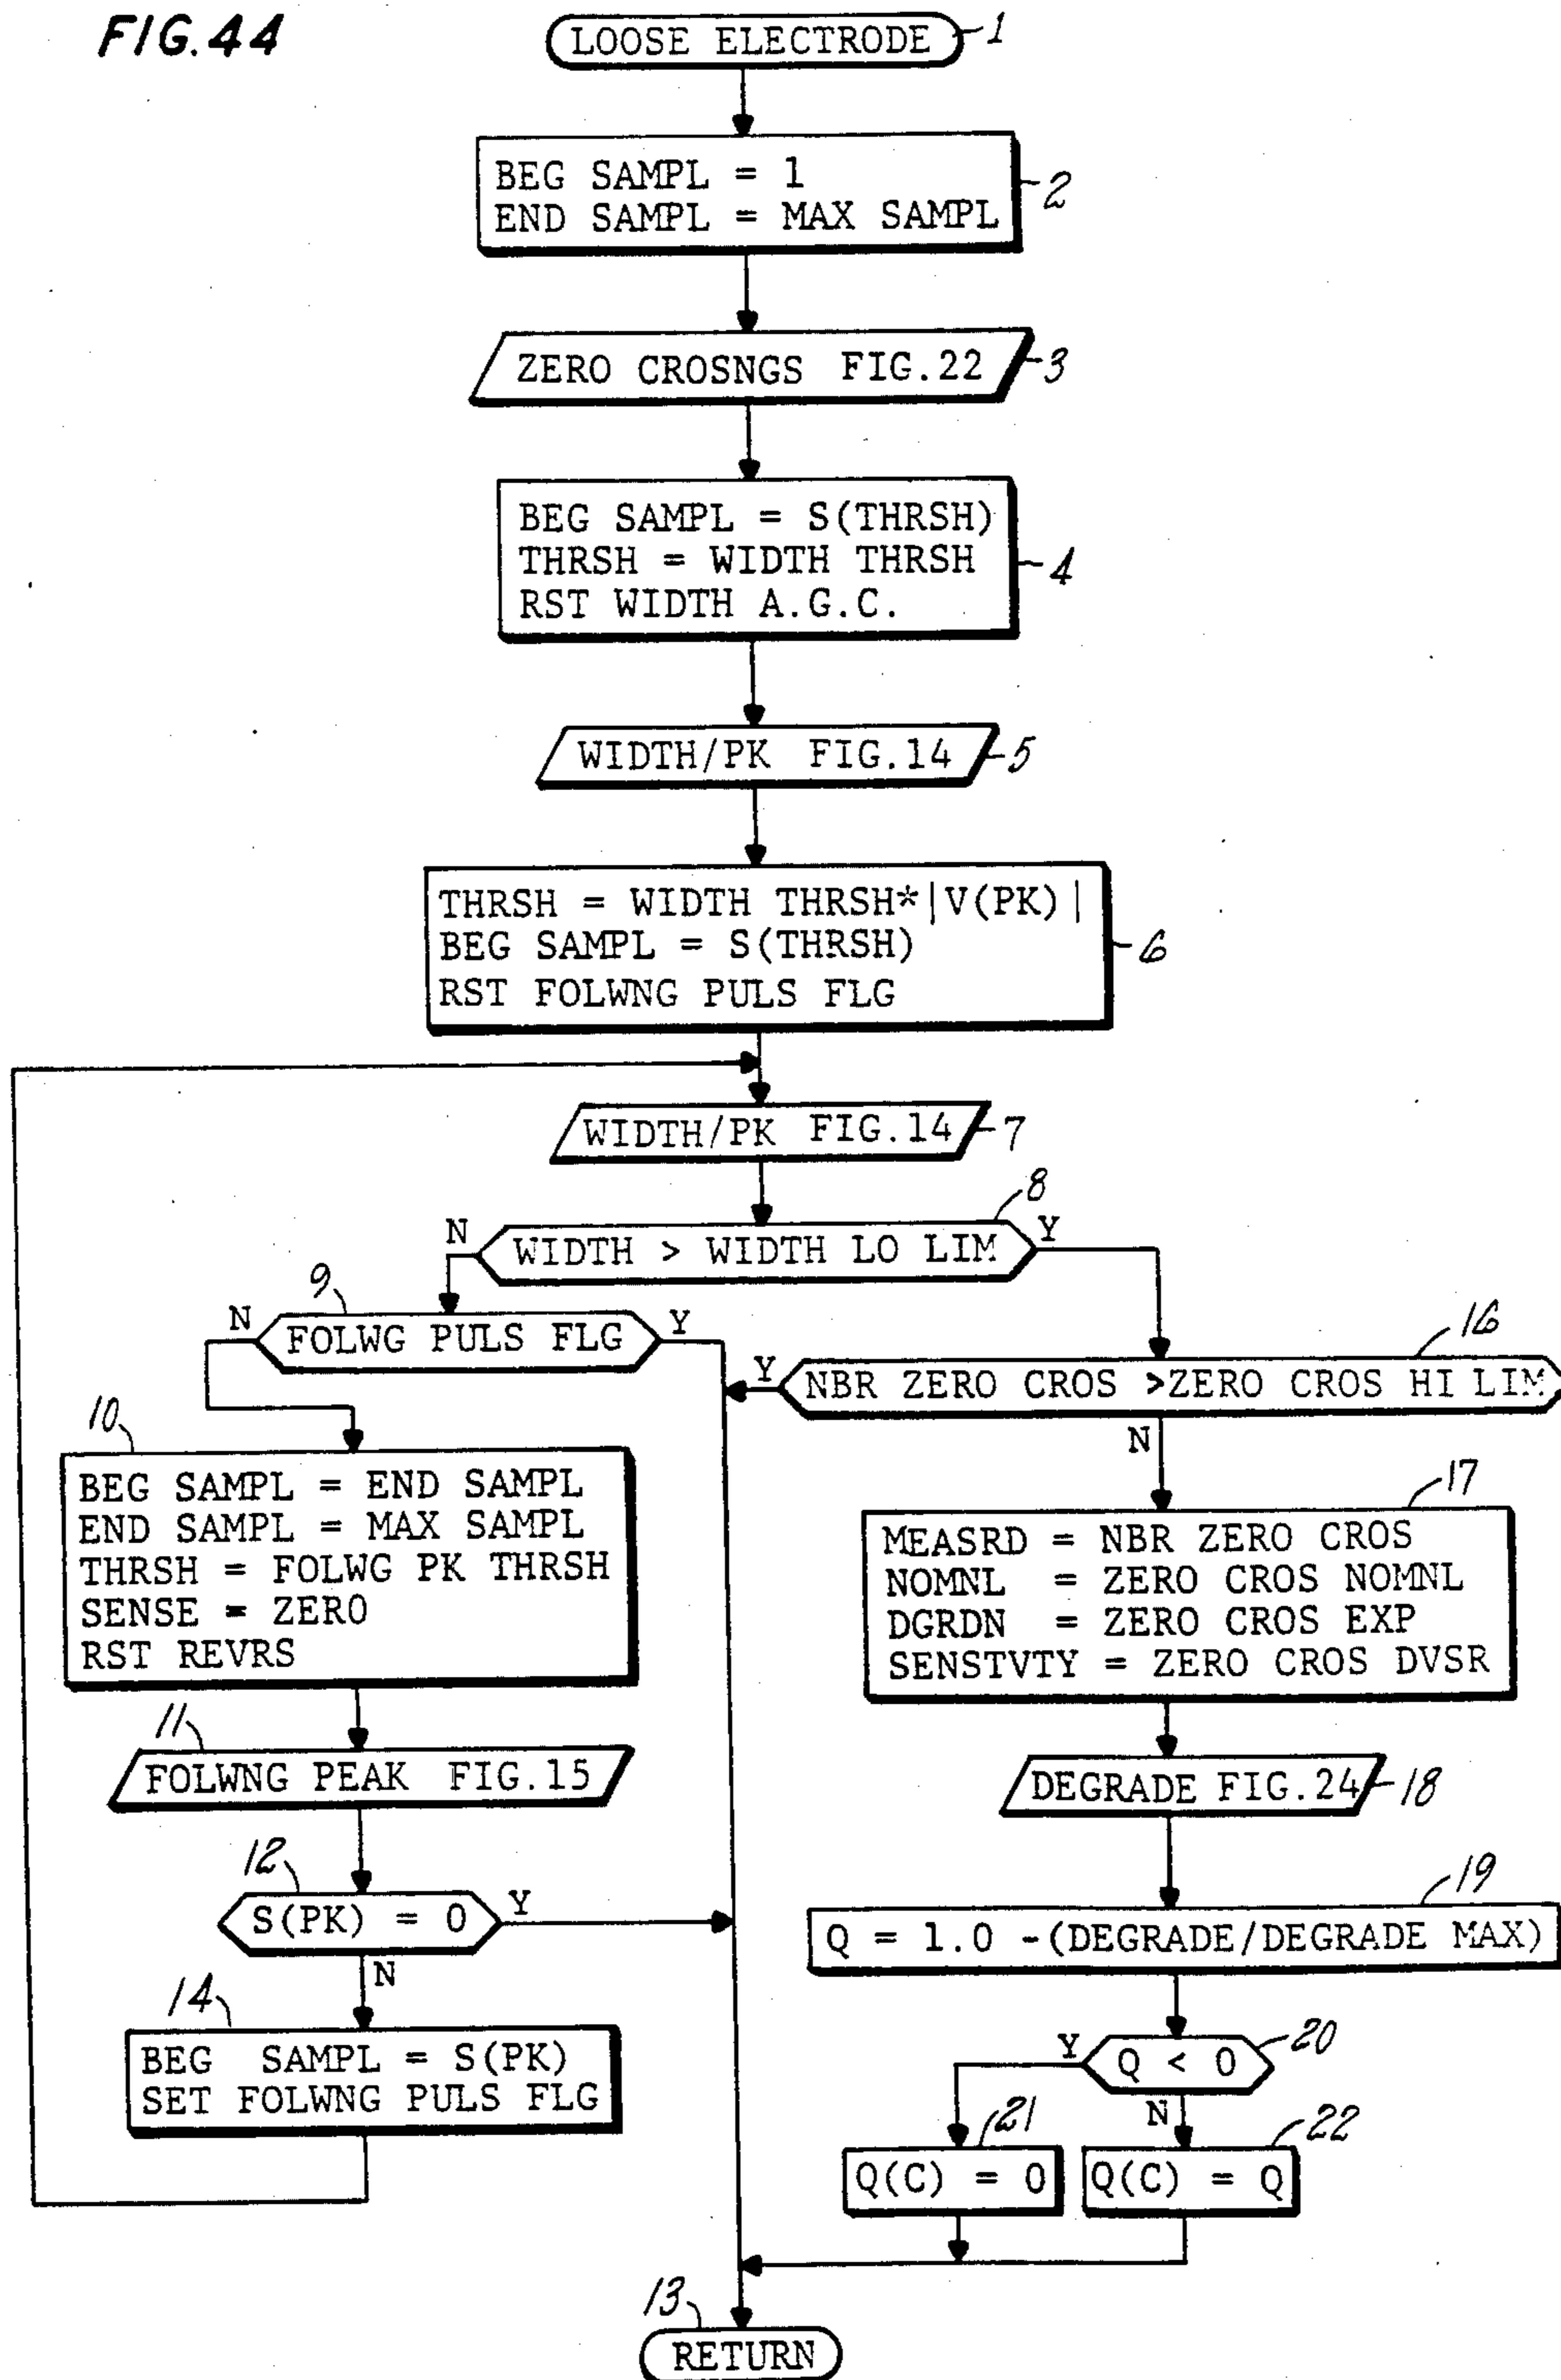 FIG.44
LOOSE ELECTRODE
1
BEG SAMPL = 1
END SAMPL = MAX SAMPL
2
ZERO CROSNGS FIG.22
3
BEG SAMPL = S(THRSH)
THRSH = WIDTH THRSH
RST WIDTH A.G.C.
4
WIDTH/PK FIG.14
5
THRSH = WIDTH THRSH*|V(PK)|
BEG SAMPL = S(THRSH)
RST FOLWNG PULS FLG
6
WIDTH/PK FIG.14
7
8
N
WIDTH > WIDTH LO LIM
Y
9
N
FOLWG PULS FLG
Y
16
Y
NBR ZERO CROS >ZERO CROS HI LIM
N
10
BEG SAMPL = END SAMPL
END SAMPL = MAX SAMPL
THRSH = FOLWG PK THRSH
SENSE = ZERO
RST REVRS
17
MEASRD = NBR ZERO CROS
NOMNL = ZERO CROS NOMNL
DGRDN = ZERO CROS EXP
SENSTVTY = ZERO CROS DVSR
11
FOLWNG PEAK FIG.15
DEGRADE FIG.24
18
12
S(PK) = 0
Y
N
19
Q = 1.0 -(DEGRADE/DEGRADE MAX)
14
BEG SAMPL = S(PK)
SET FOLWNG PULS FLG
Y
Q < 0
20
N
21
Q(C) = 0
22
Q(C) = Q
13
RETURN